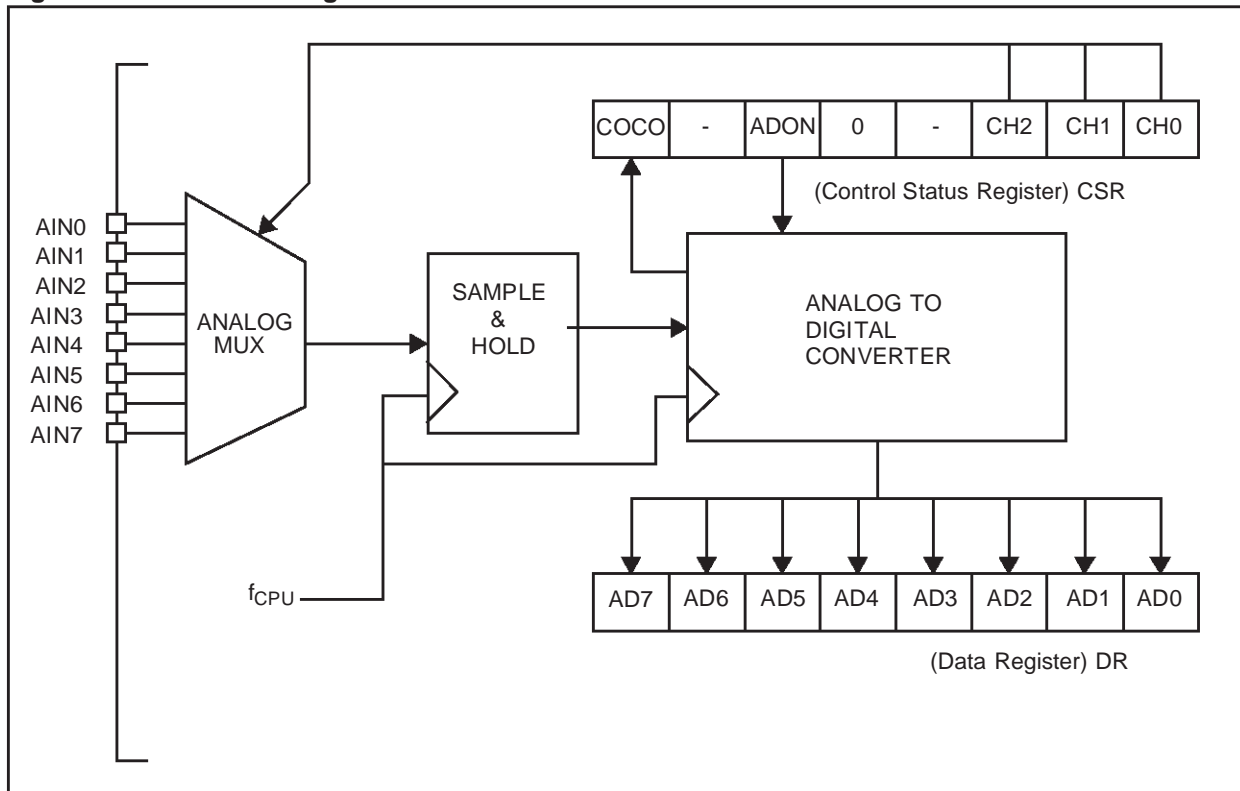 COCO - ADON 0 - CH2 CH1 CH0
(Control Status Register) CSR
AIN0
AIN1
AIN2
AIN3
AIN4
AIN5
AIN6
AIN7
ANALOG
MUX
SAMPLE
&
HOLD
ANALOG TO
DIGITAL
CONVERTER
fCPU
AD7 AD6 AD5 AD4 AD3 AD2 AD1 AD0
(Data Register) DR